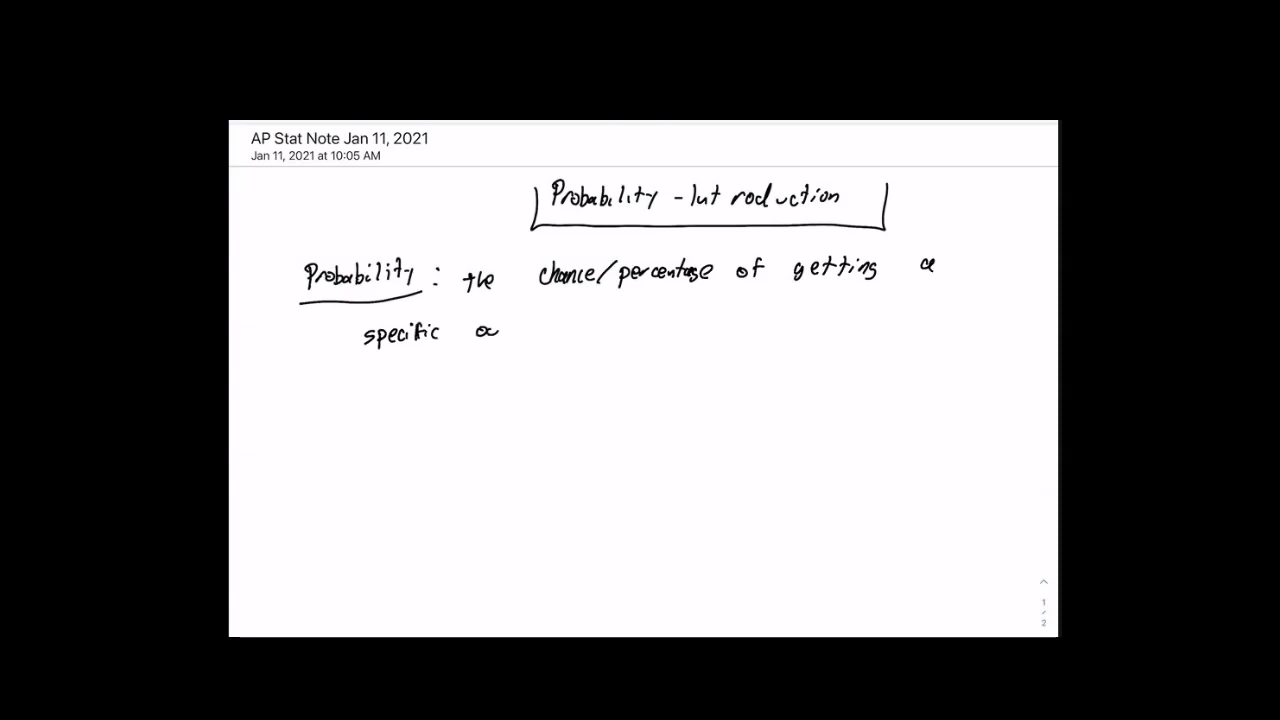 AP Stat Note Jan 11, 2021
Jan 11, 2021 at 10:05 AM
Probability - Introduction
Probability : the chance/percentage of getting a
specific
1
/
2